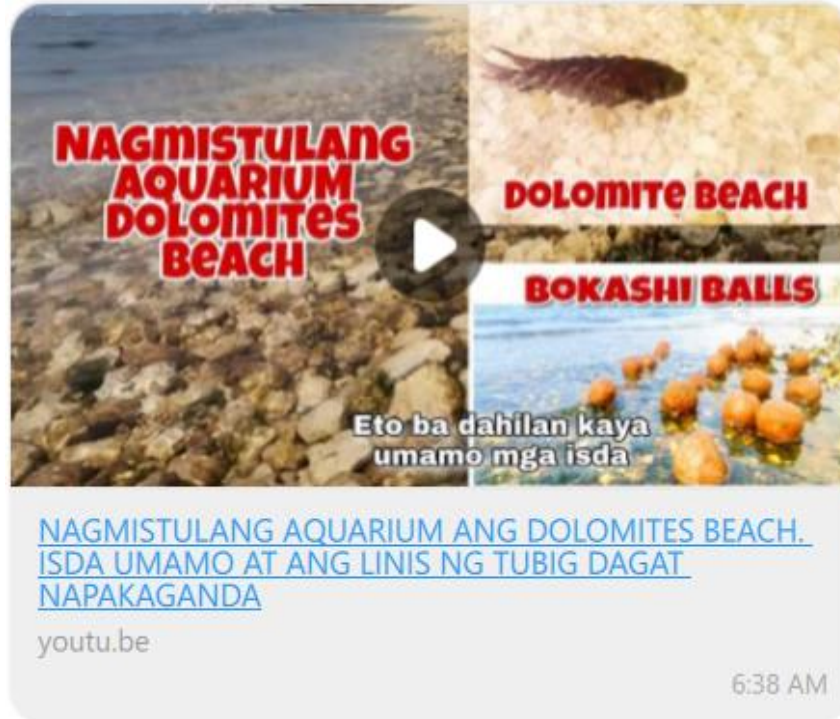 NAGMISTULANG
AQUARIUM
DOLOMITES
BEACH
DOLOMITE BEACH
BOKASHI BALLS
Eto ba dahilan kaya
umamo mga isda
NAGMISTULANG AQUARIUM ANG DOLOMITES BEACH.
ISDA UMAMO AT ANG LINIS NG TUBIG DAGAT
NAPAKAGANDA
youtu.be
6:38 AM